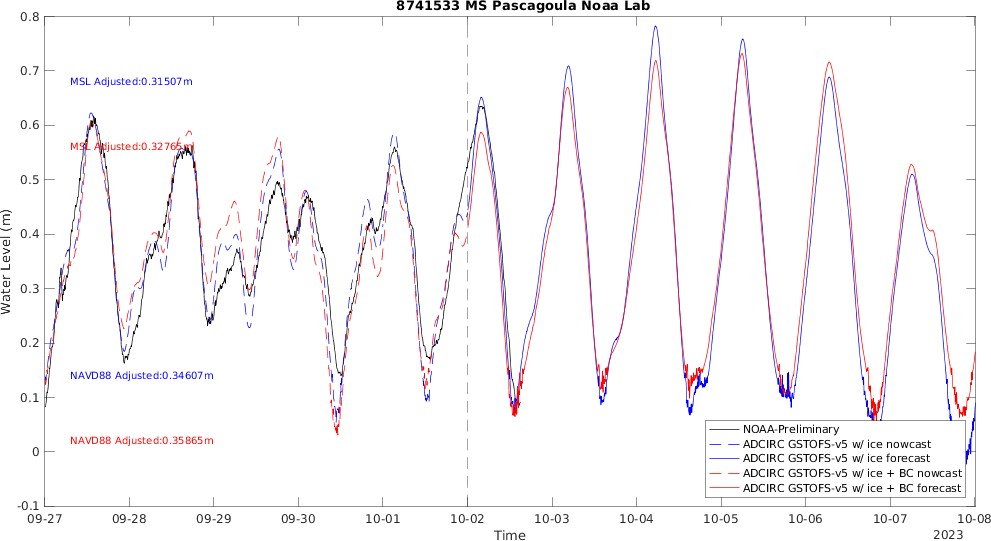 8741533 MS Pascagoula Noaa Lab
0.8
0.7
0.6
0.5
0.4
0.3
0.2
0.1
0
-0.1
Water Level (m)
MSL Adjusted:0.31507m
MSL Adjusted:0.32765m
NAVD88 Adjusted:0.34607m
NAVD88 Adjusted:0.35865m
NOAA-Preliminary
ADCIRC GSTOFS-v5 w/ ice nowcast
ADCIRC GSTOFS-v5 w/ ice forecast
ADCIRC GSTOFS-v5 w/ ice + BC nowcast
ADCIRC GSTOFS-v5 w/ ice + BC forecast
09-27 09-28 09-29 09-30 10-01 10-02 10-03 10-04 10-05 10-06 10-07 10-08
Time
2023